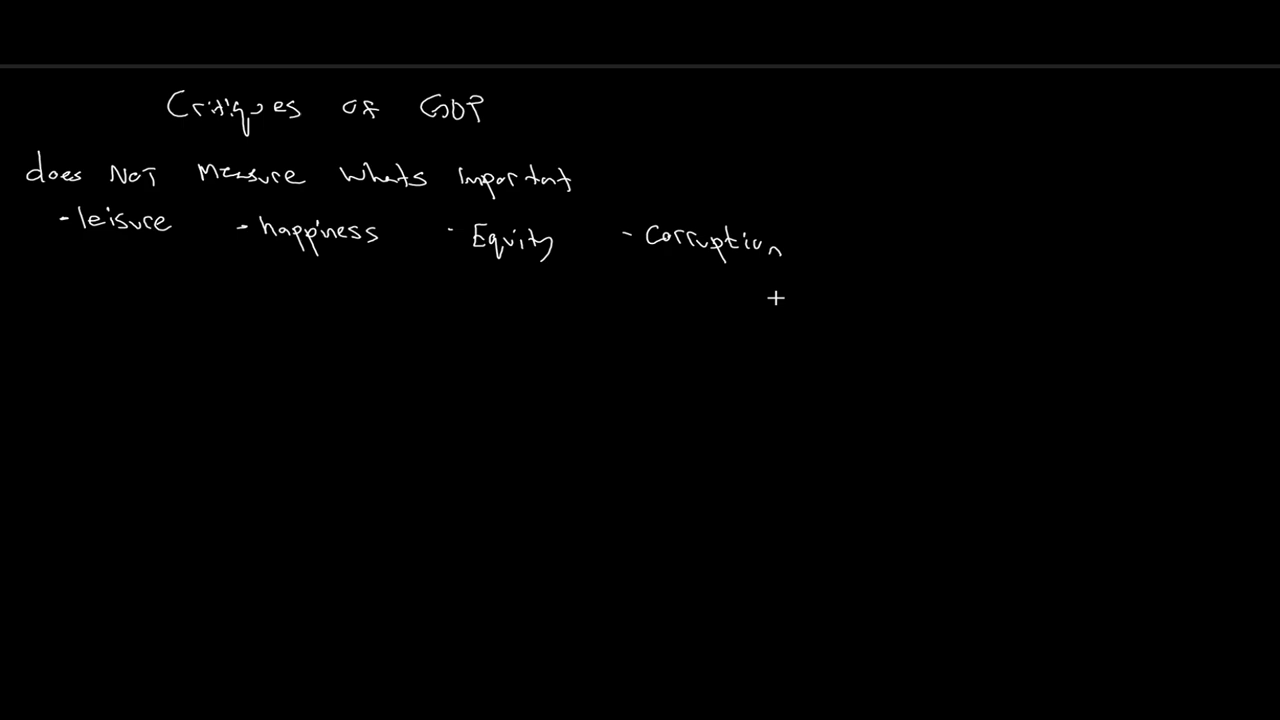 Critiques of GDP
does NOT measure whats important
- leisure - happiness - Equity - Corruption